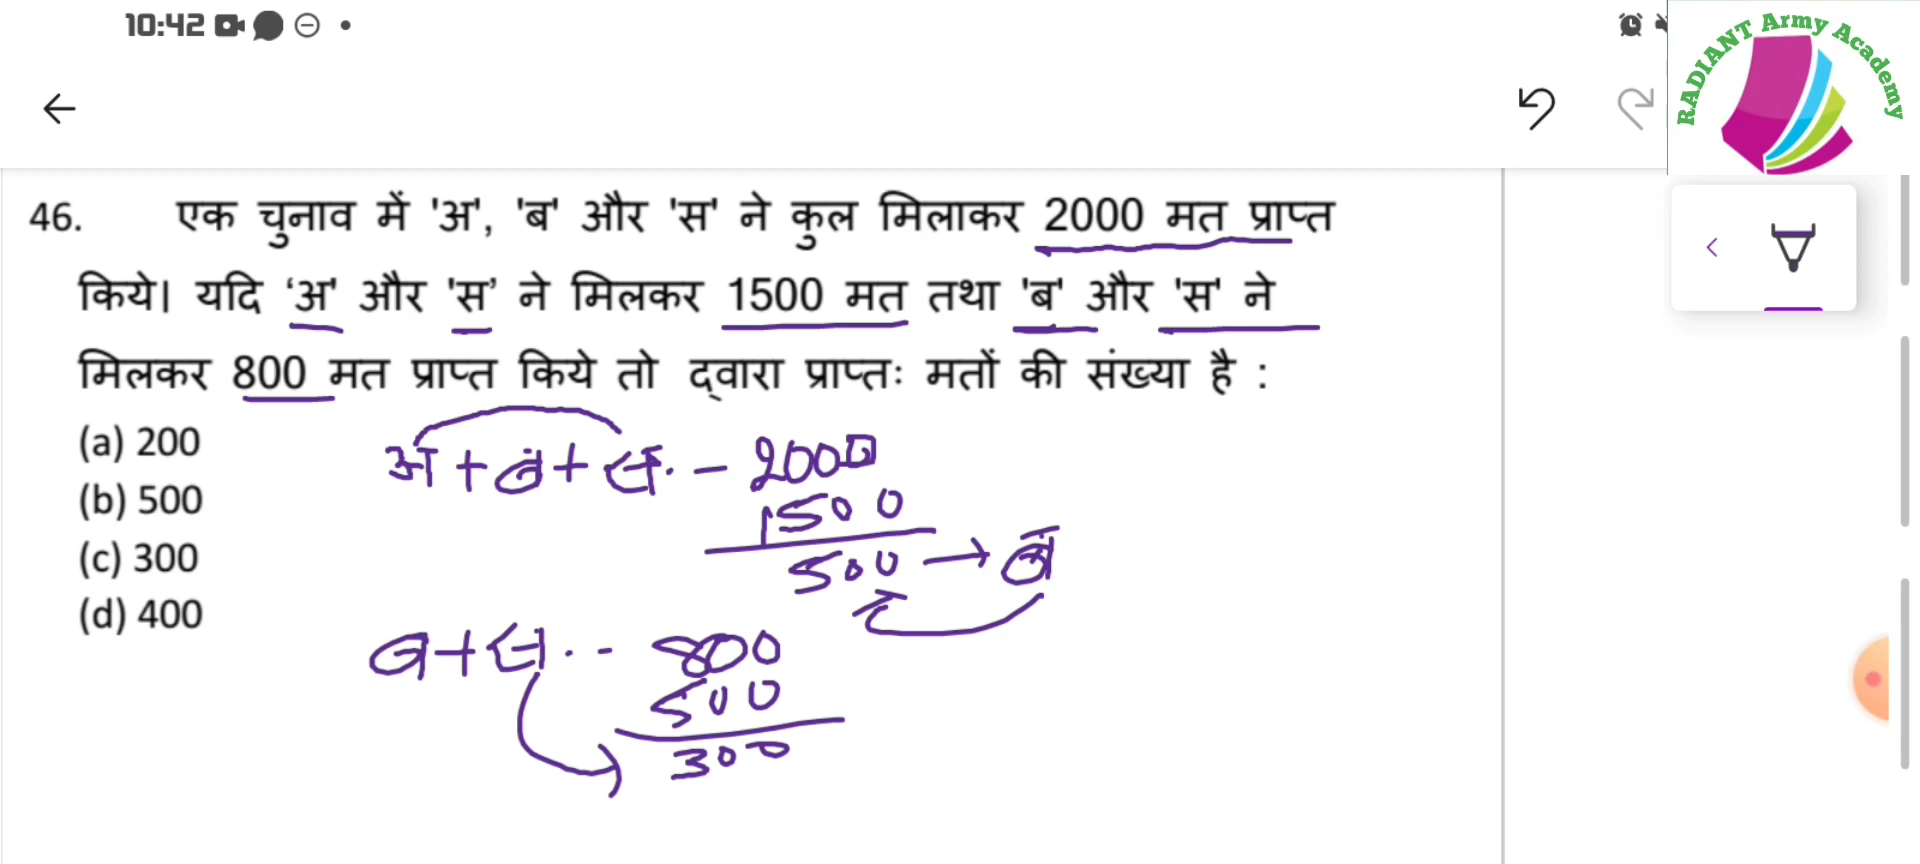 10:42
RADIANT Army Academy
46. एक चुनाव में 'अ', 'ब' और 'स' ने कुल मिलाकर 2000 मत प्राप्त
किये। यदि ‘अ' और 'स’ ने मिलकर 1500 मत तथा 'ब' और 'स' ने
मिलकर 800 मत प्राप्त किये तो द्वारा प्राप्तः मतों की संख्या है :
(a) 200
(b) 500
(c) 300
(d) 400
अ + ब + स - 2000
1500
500 → ब
ब + स - 800
500
300